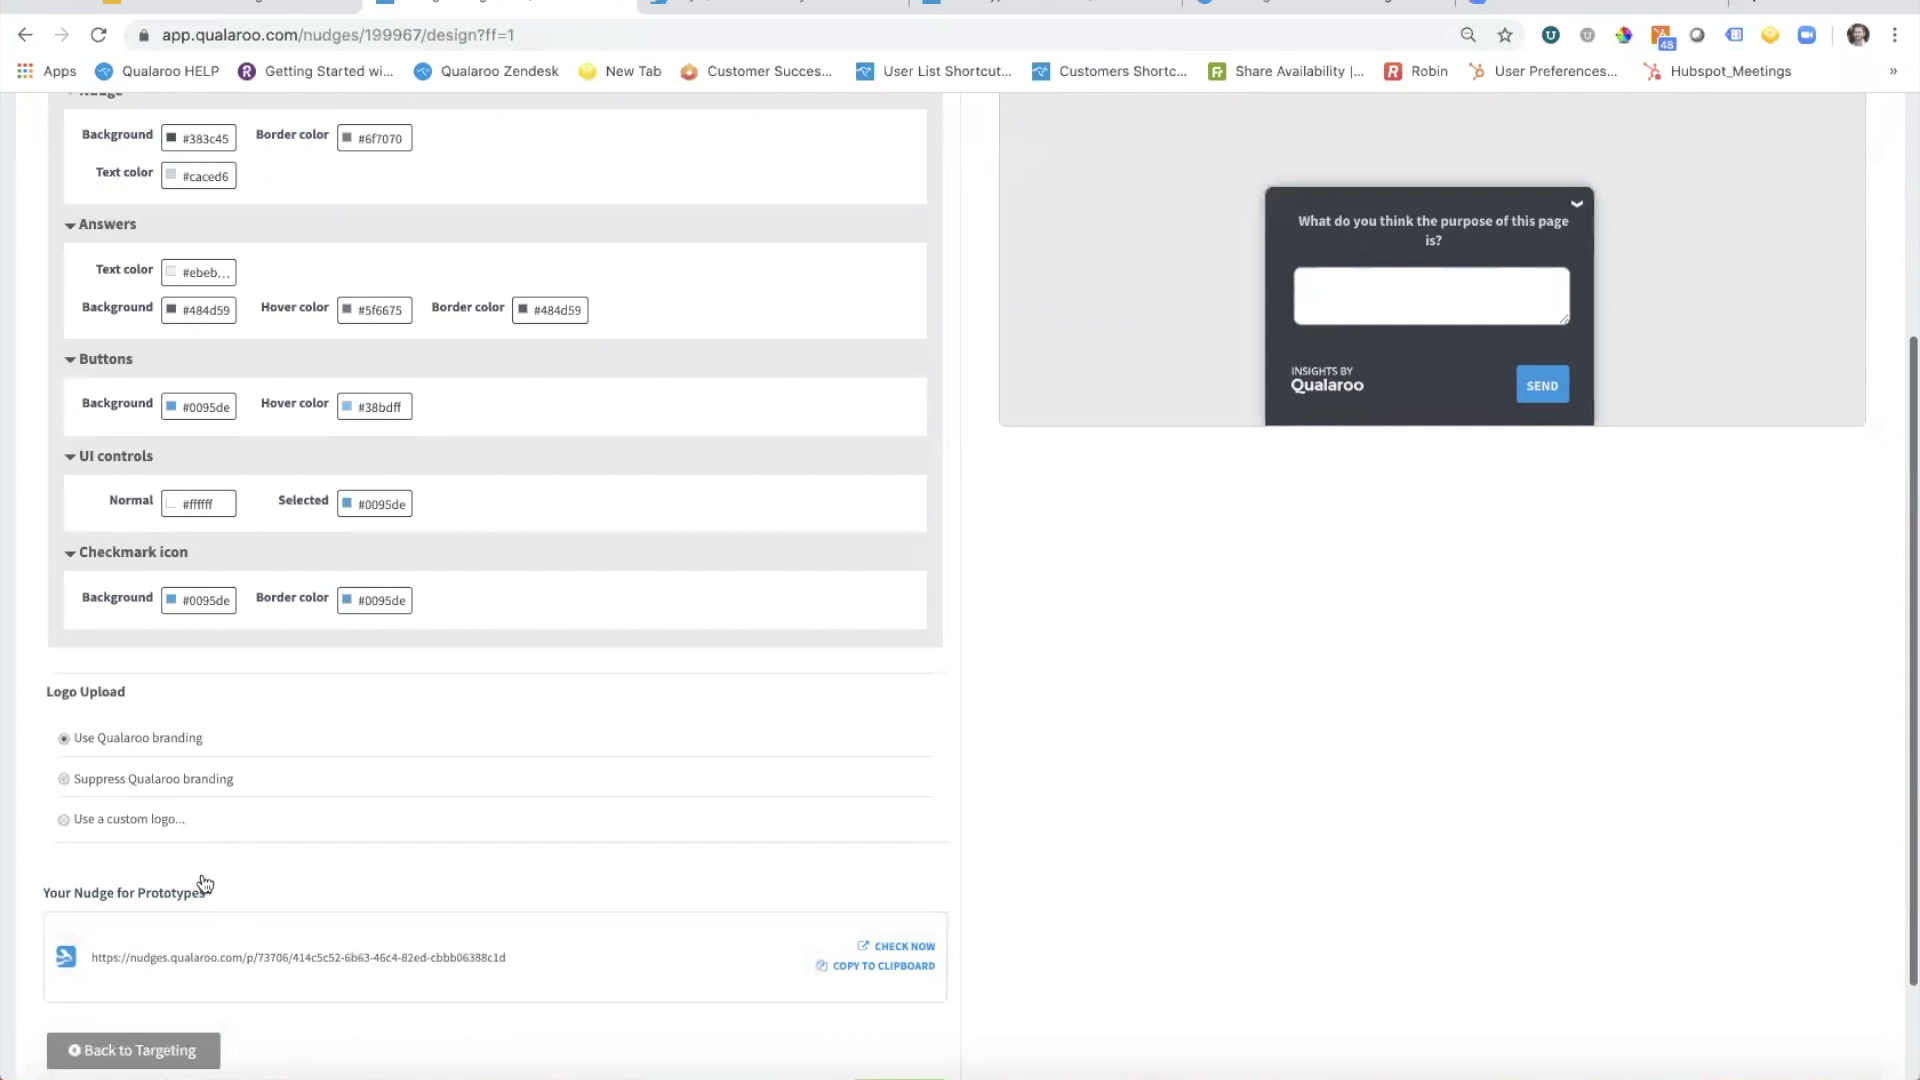 app.qualaroo.com/nudges/199967/design?ff=1
48
Apps Qualaroo HELP Getting Started wi... Qualaroo Zendesk New Tab Customer Succes... User List Shortcut... Customers Shortc... Share Availability |... Robin User Preferences... Hubspot_Meetings »
Nudge
Background #383c45 Border color #6f7070
Text color #caced6
Answers
Text color #ebeb...
Background #484d59 Hover color #5f6675 Border color #484d59
Buttons
Background #0095de Hover color #38bdff
UI controls
Normal #ffffff Selected #0095de
Checkmark icon
Background #0095de Border color #0095de
Logo Upload
Use Qualaroo branding
Suppress Qualaroo branding
Use a custom logo...
Your Nudge for Prototypes
https://nudges.qualaroo.com/p/73706/414c5c52-6b63-46c4-82ed-cbbb06388c1d
CHECK NOW
COPY TO CLIPBOARD
Back to Targeting
What do you think the purpose of this page
is?
INSIGHTS BY
Qualaroo
SEND